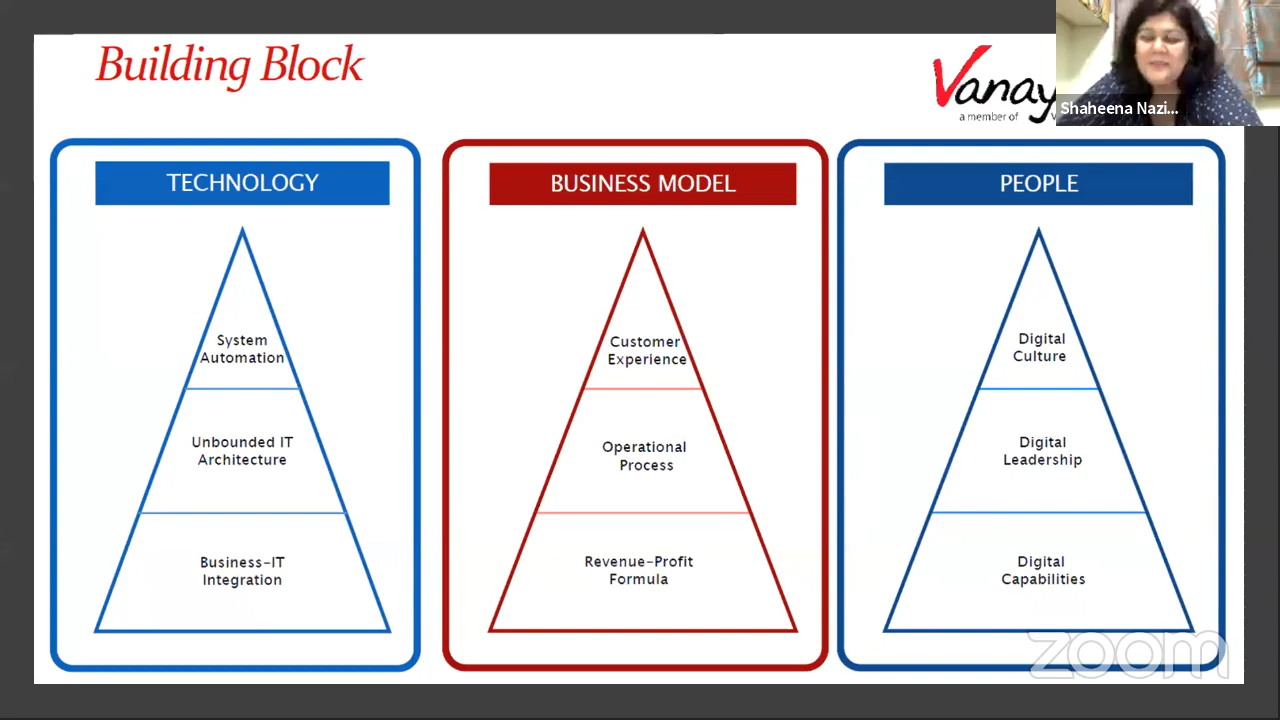 Building Block
Vanay
a member of
Shaheena Nazi...
TECHNOLOGY
System
Automation
Unbounded IT
Architecture
Business-IT
Integration
BUSINESS MODEL
Customer
Experience
Operational
Process
Revenue-Profit
Formula
PEOPLE
Digital
Culture
Digital
Leadership
Digital
Capabilities
zoom